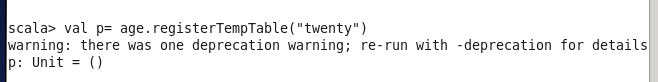 scala> val p= age.registerTempTable("twenty")
warning: there was one deprecation warning; re-run with -deprecation for details
p: Unit = ()